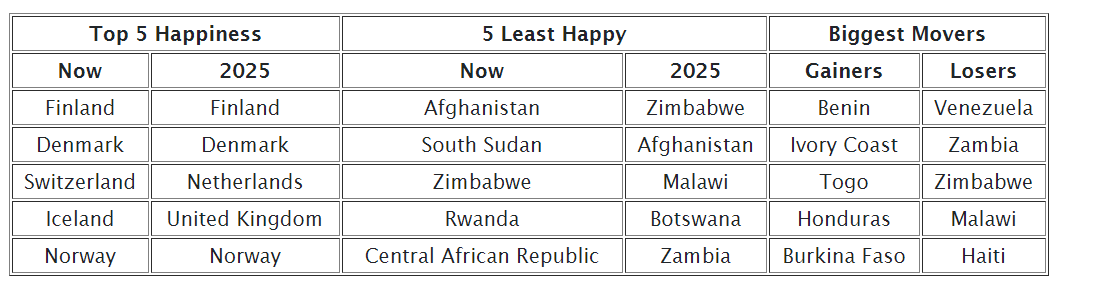 Top 5 Happiness 5 Least Happy Biggest Movers
Now 2025 Now 2025 Gainers Losers
Finland Finland Afghanistan Zimbabwe Benin Venezuela
Denmark Denmark South Sudan Afghanistan Ivory Coast Zambia
Switzerland Netherlands Zimbabwe Malawi Togo Zimbabwe
Iceland United Kingdom Rwanda Botswana Honduras Malawi
Norway Norway Central African Republic Zambia Burkina Faso Haiti